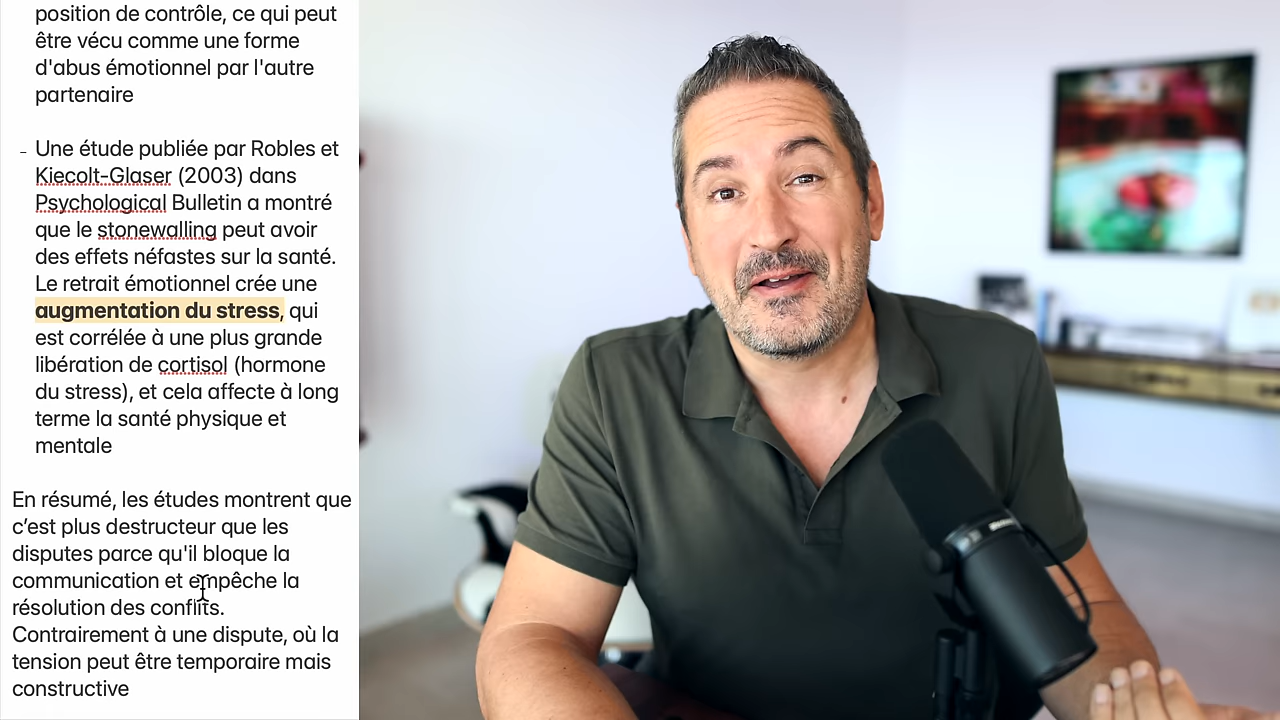 position de contrôle, ce qui peut
être vécu comme une forme
d'abus émotionnel par l'autre
partenaire
- Une étude publiée par Robles et
Kiecolt-Glaser (2003) dans
Psychological Bulletin a montré
que le stonewalling peut avoir
des effets néfastes sur la santé.
Le retrait émotionnel crée une
augmentation du stress, qui
est corrélée à une plus grande
libération de cortisol (hormone
du stress), et cela affecte à long
terme la santé physique et
mentale
En résumé, les études montrent que
c’est plus destructeur que les
disputes parce qu'il bloque la
communication et empêche la
résolution des conflits.
Contrairement à une dispute, où la
tension peut être temporaire mais
constructive